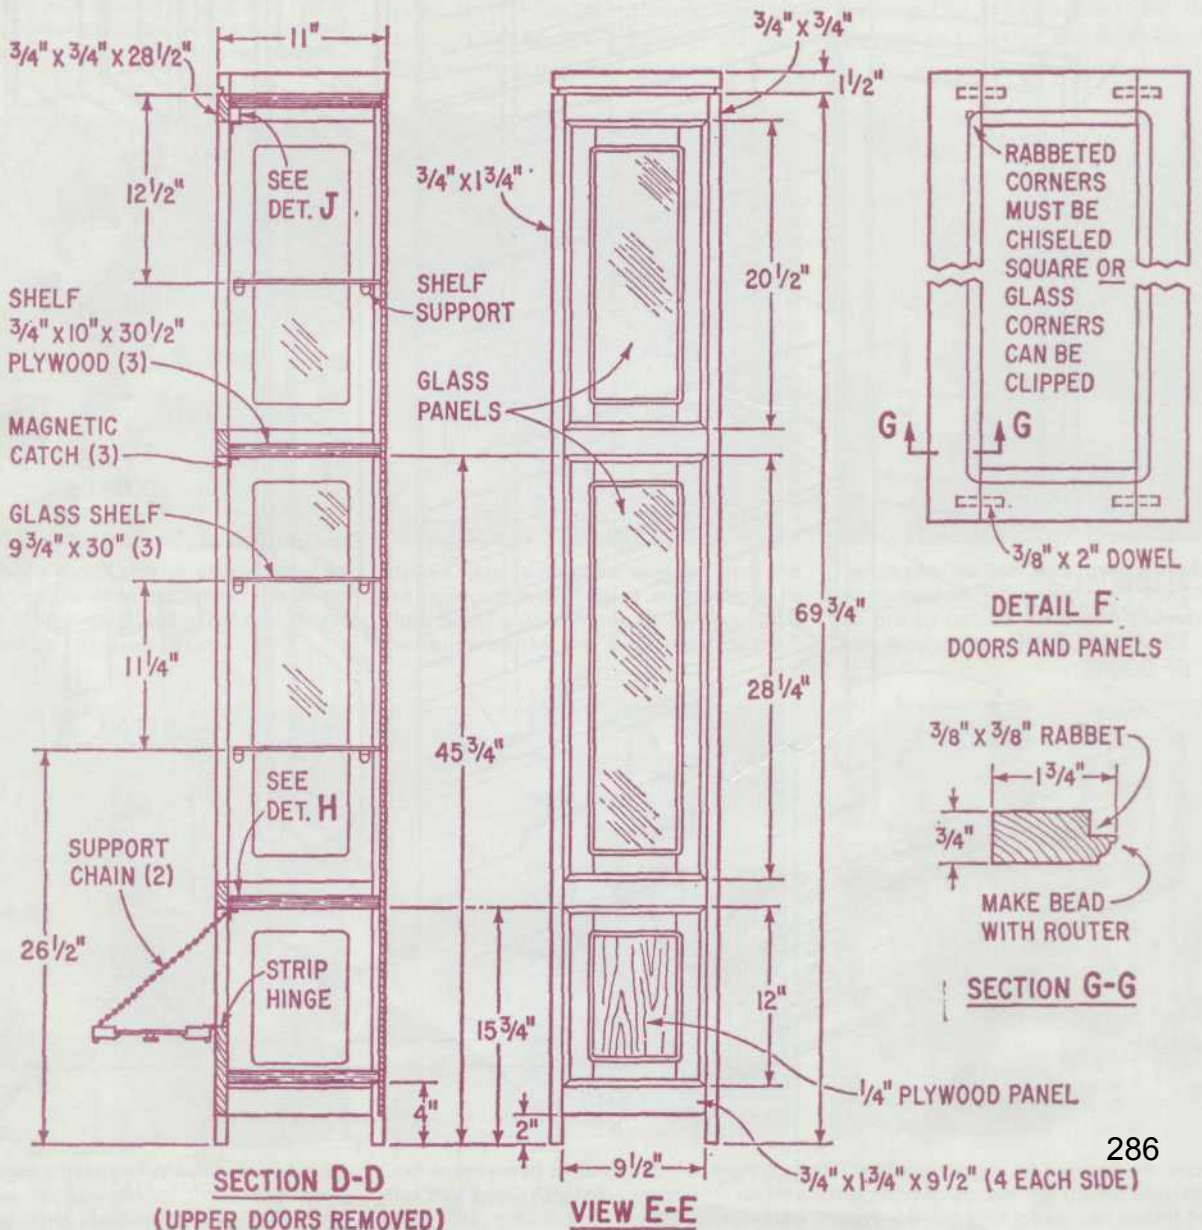 11"
3/4" x 3/4" x 28 1/2"
12 1/2"
SEE
DET. J
SHELF
SUPPORT
SHELF
3/4" x 10" x 30 1/2"
PLYWOOD (3)
MAGNETIC
CATCH (3)
GLASS SHELF
9 3/4" x 30" (3)
11 1/4"
SEE
DET. H
SUPPORT
CHAIN (2)
26 1/2"
STRIP
HINGE
4"
SECTION D-D
(UPPER DOORS REMOVED)
3/4" x 3/4"
1 1/2"
3/4" x 1 3/4"
20 1/2"
GLASS
PANELS
69 3/4"
28 1/4"
45 3/4"
15 3/4"
12"
1/4" PLYWOOD PANEL
2"
9 1/2"
3/4" x 1 3/4" x 9 1/2" (4 EACH SIDE)
VIEW E-E
RABBETED
CORNERS
MUST BE
CHISELED
SQUARE OR
GLASS
CORNERS
CAN BE
CLIPPED
G G
3/8" x 2" DOWEL
DETAIL F
DOORS AND PANELS
3/8" x 3/8" RABBET
1 3/4"
3/4"
MAKE BEAD
WITH ROUTER
SECTION G-G
286